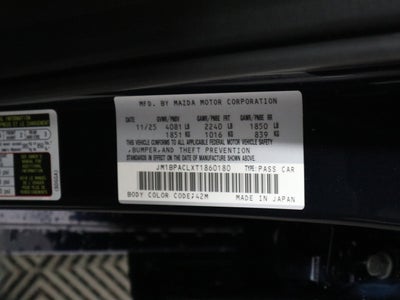 MFD. BY MAZDA MOTOR CORPORATION
DATE GVWR/PNBV GAWR/PNBE FRT GAWR/PNBE RR
11/25 4081 LB 2240 LB 1850 LB
1851 KG 1016 KG 839 KG
THIS VEHICLE CONFORMS TO ALL APPLICABLE FEDERAL MOTOR VEHICLE SAFETY
, BUMPER, AND THEFT PREVENTION
STANDARDS IN EFFECT ON THE DATE OF MANUFACTURE SHOWN ABOVE.
JM1BPACLXT1860180 TYPE:PASS CAR
BODY COLOR CODE: 42M MADE IN JAPAN